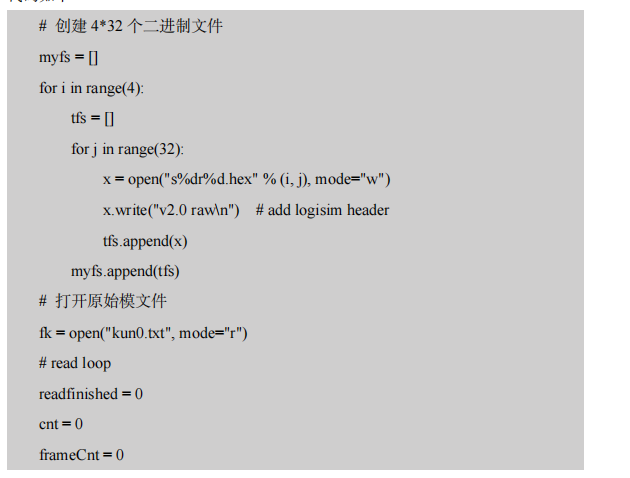 # 创建 4*32 个二进制文件
myfs = []
for i in range(4):
tfs = []
for j in range(32):
x = open("s%dr%d.hex" % (i, j), mode="w")
x.write("v2.0 raw\n") # add logisim header
tfs.append(x)
myfs.append(tfs)
# 打开原始模文件
fk = open("kun0.txt", mode="r")
# read loop
readfinished = 0
cnt = 0
frameCnt = 0